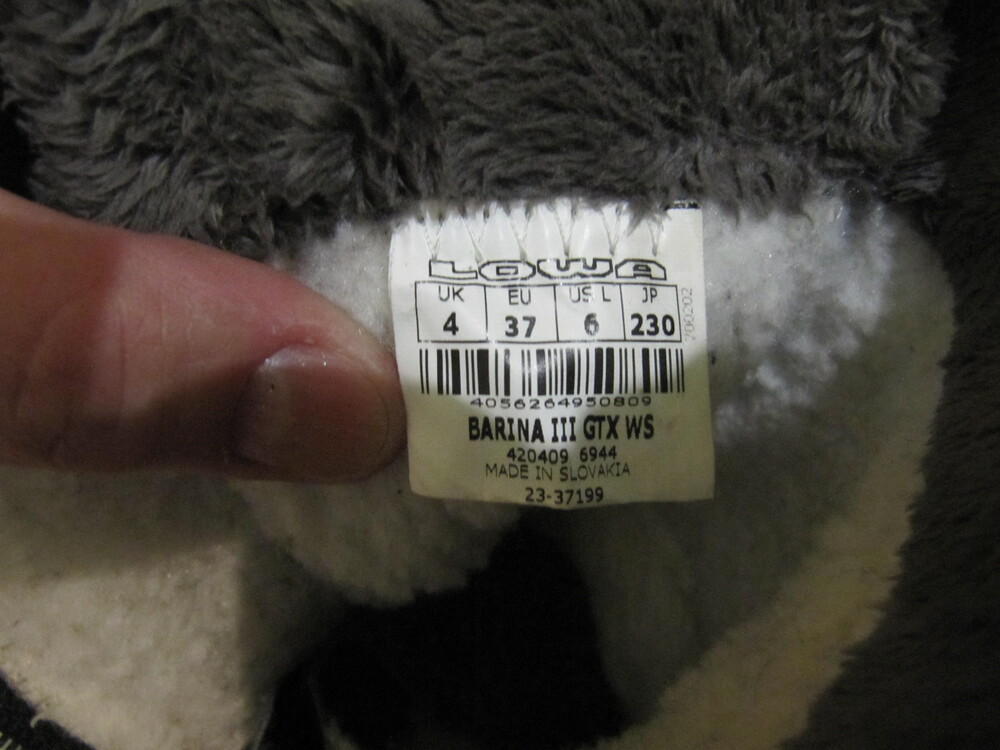 LOWA
UK EU US L JP
4 37 6 230
700202
4056264950809
BARINA III GTX WS
420409 6944
MADE IN SLOVAKIA
23-37199